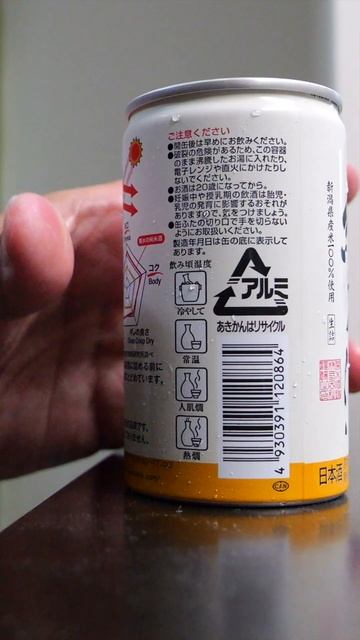 ご注意ください
●開缶後は早めにお飲みください。
●破裂の危険があるため、この容器
のまま沸騰したお湯に入れたり、
電子レンジや直火にかけたりし
ないでください。
●お酒は20歳になってから。
●妊娠中や授乳期の飲酒は胎児・
乳児の発育に影響するおそれが
ありますので、気をつけましょう。
●缶ふたの切り口で手を切らない
ようにお取扱いください。
製造年月日は缶の底に表示して
あります。
飲み頃温度
冷やして
常温
人肌燗
熱燗
コク
Body
Crisp Dry
アルミ
あきかんはリサイクル
4 930391 120864
CAN
新潟県産米100%使用
生詰
日本酒